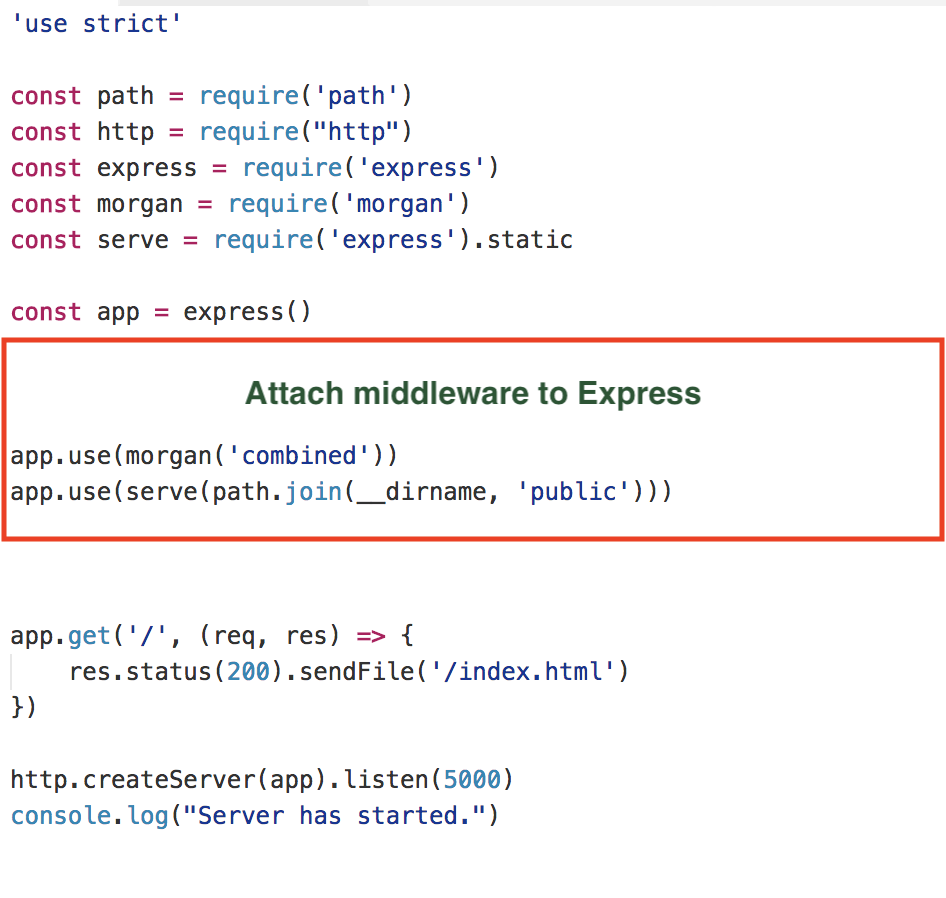 'use strict'
const path = require('path')
const http = require("http")
const express = require('express')
const morgan = require('morgan')
const serve = require('express').static
const app = express()
Attach middleware to Express
app.use(morgan('combined'))
app.use(serve(path.join(__dirname, 'public')))
app.get('/', (req, res) => {
    res.status(200).sendFile('/index.html')
})
http.createServer(app).listen(5000)
console.log("Server has started.")